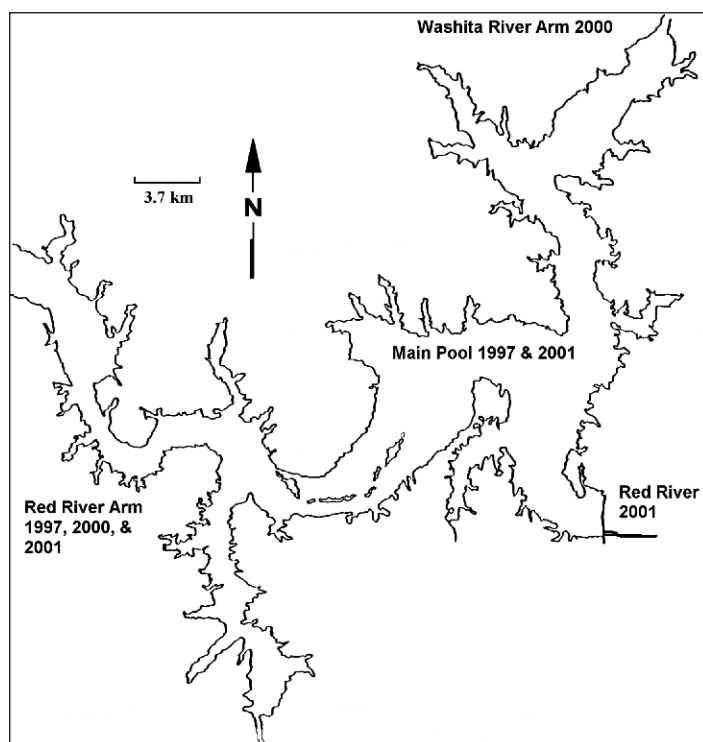 Washita River Arm 2000
3.7 km
N
Main Pool 1997 & 2001
Red River Arm
1997, 2000, &
2001
Red River
2001